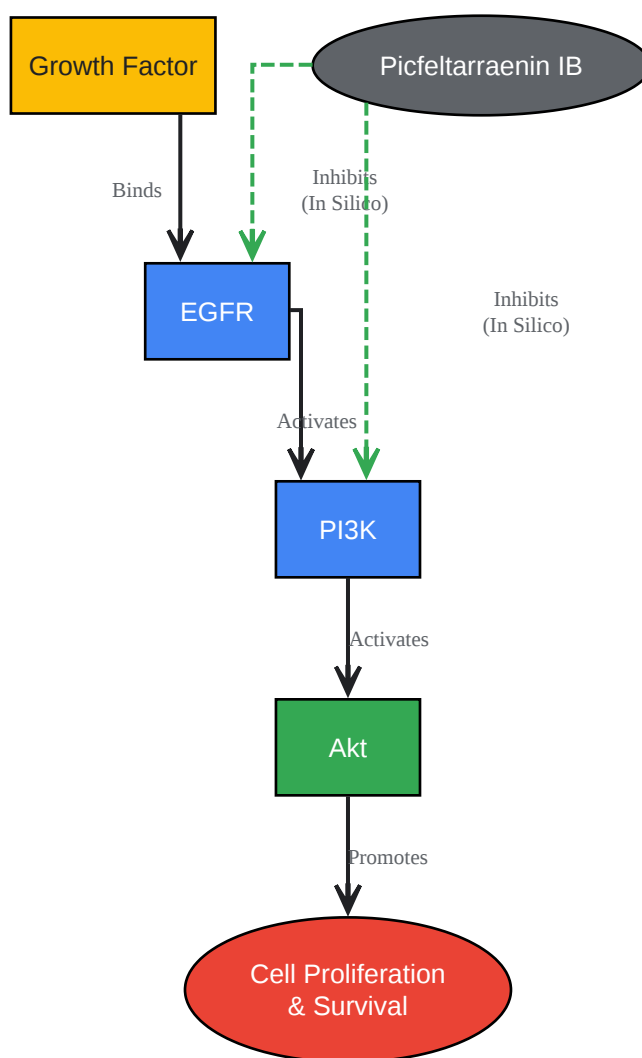 Growth Factor
Picfeltarraenin IB
Binds
Inhibits
(In Silico)
EGFR
Inhibits
(In Silico)
Activates
PI3K
Activates
Akt
Promotes
Cell Proliferation
& Survival